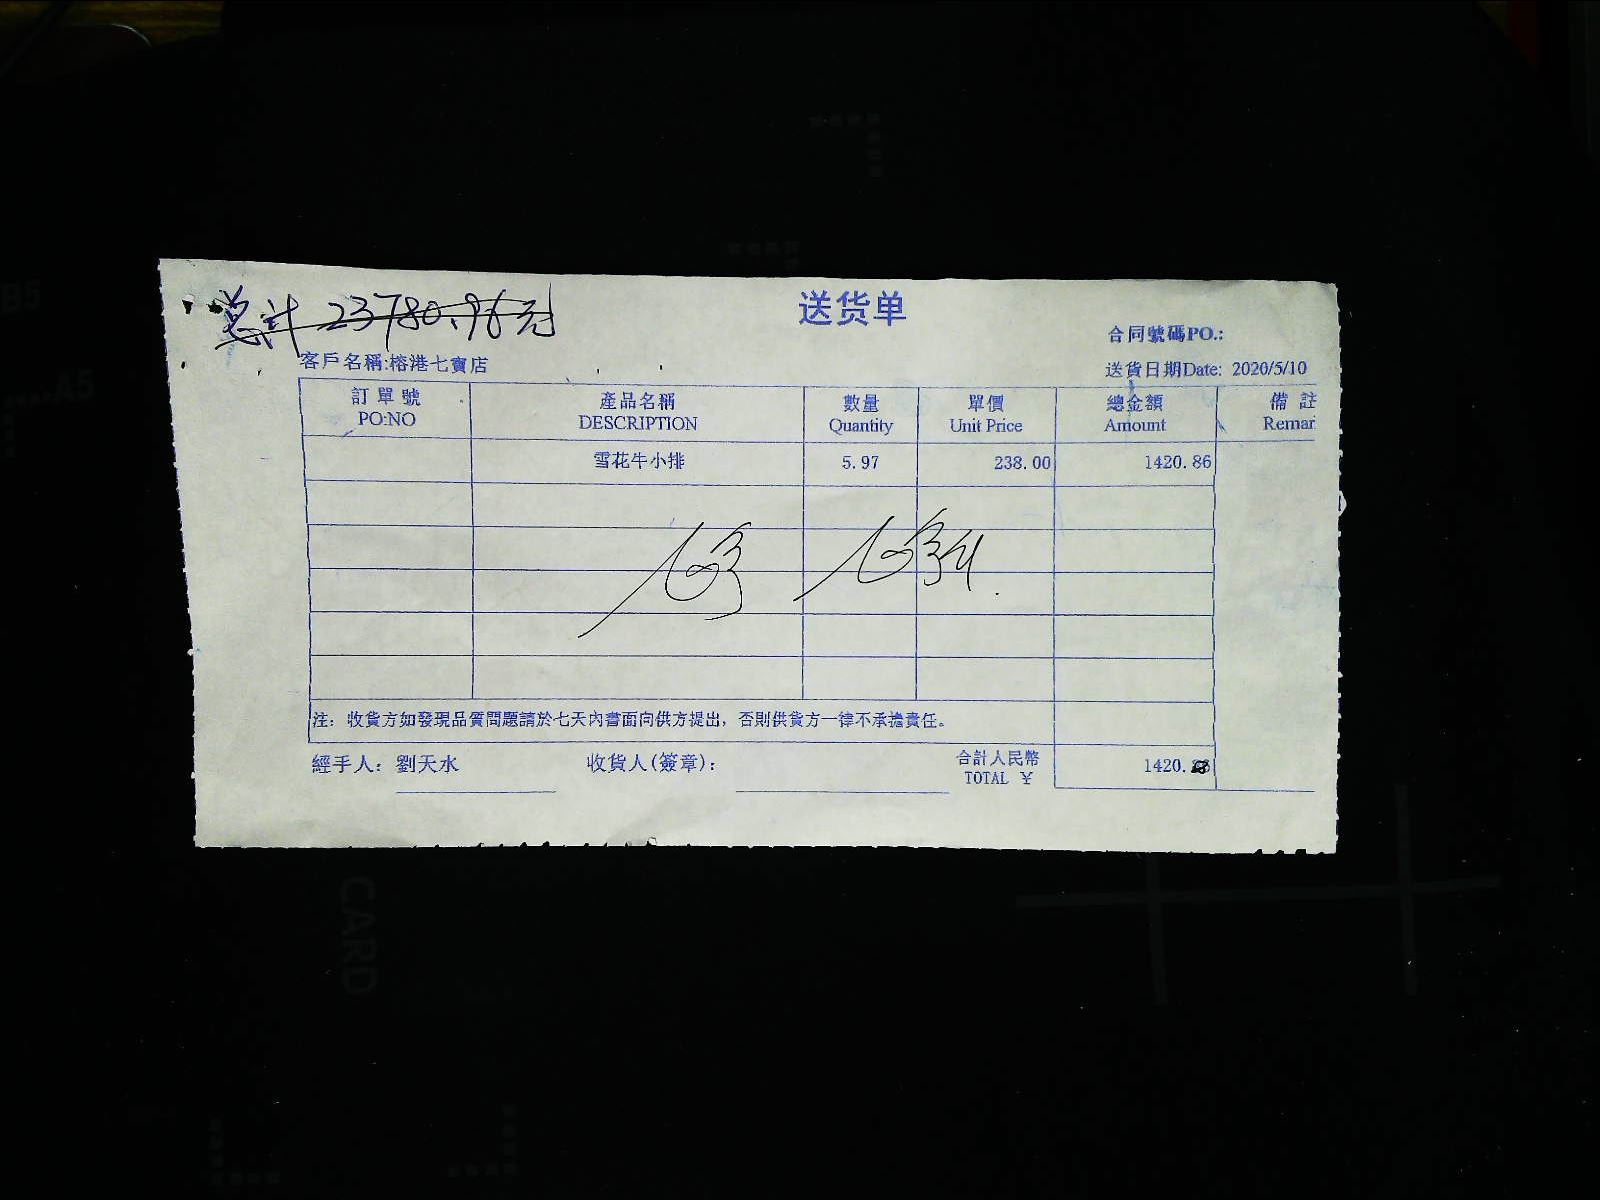 总计 23780.96元
送货单
合同號碼PO.:
客戶名稱:榕港七賣店
送貨日期Date: 2020/5/10
訂單號 產品名稱 數量 單價 總金額 備 註
PO:NO DESCRIPTION Quantity Unit Price Amount Remar
雪花牛小排 5.97 238.00 1420.86
注：收貨方如發現品質問題請於七天內書面向供方提出，否則供貨方一律不承擔責任。
經手人：劉天水 收貨人(簽章)： 合計人民幣 1420.
TOTAL ¥
B5
A5
CARD